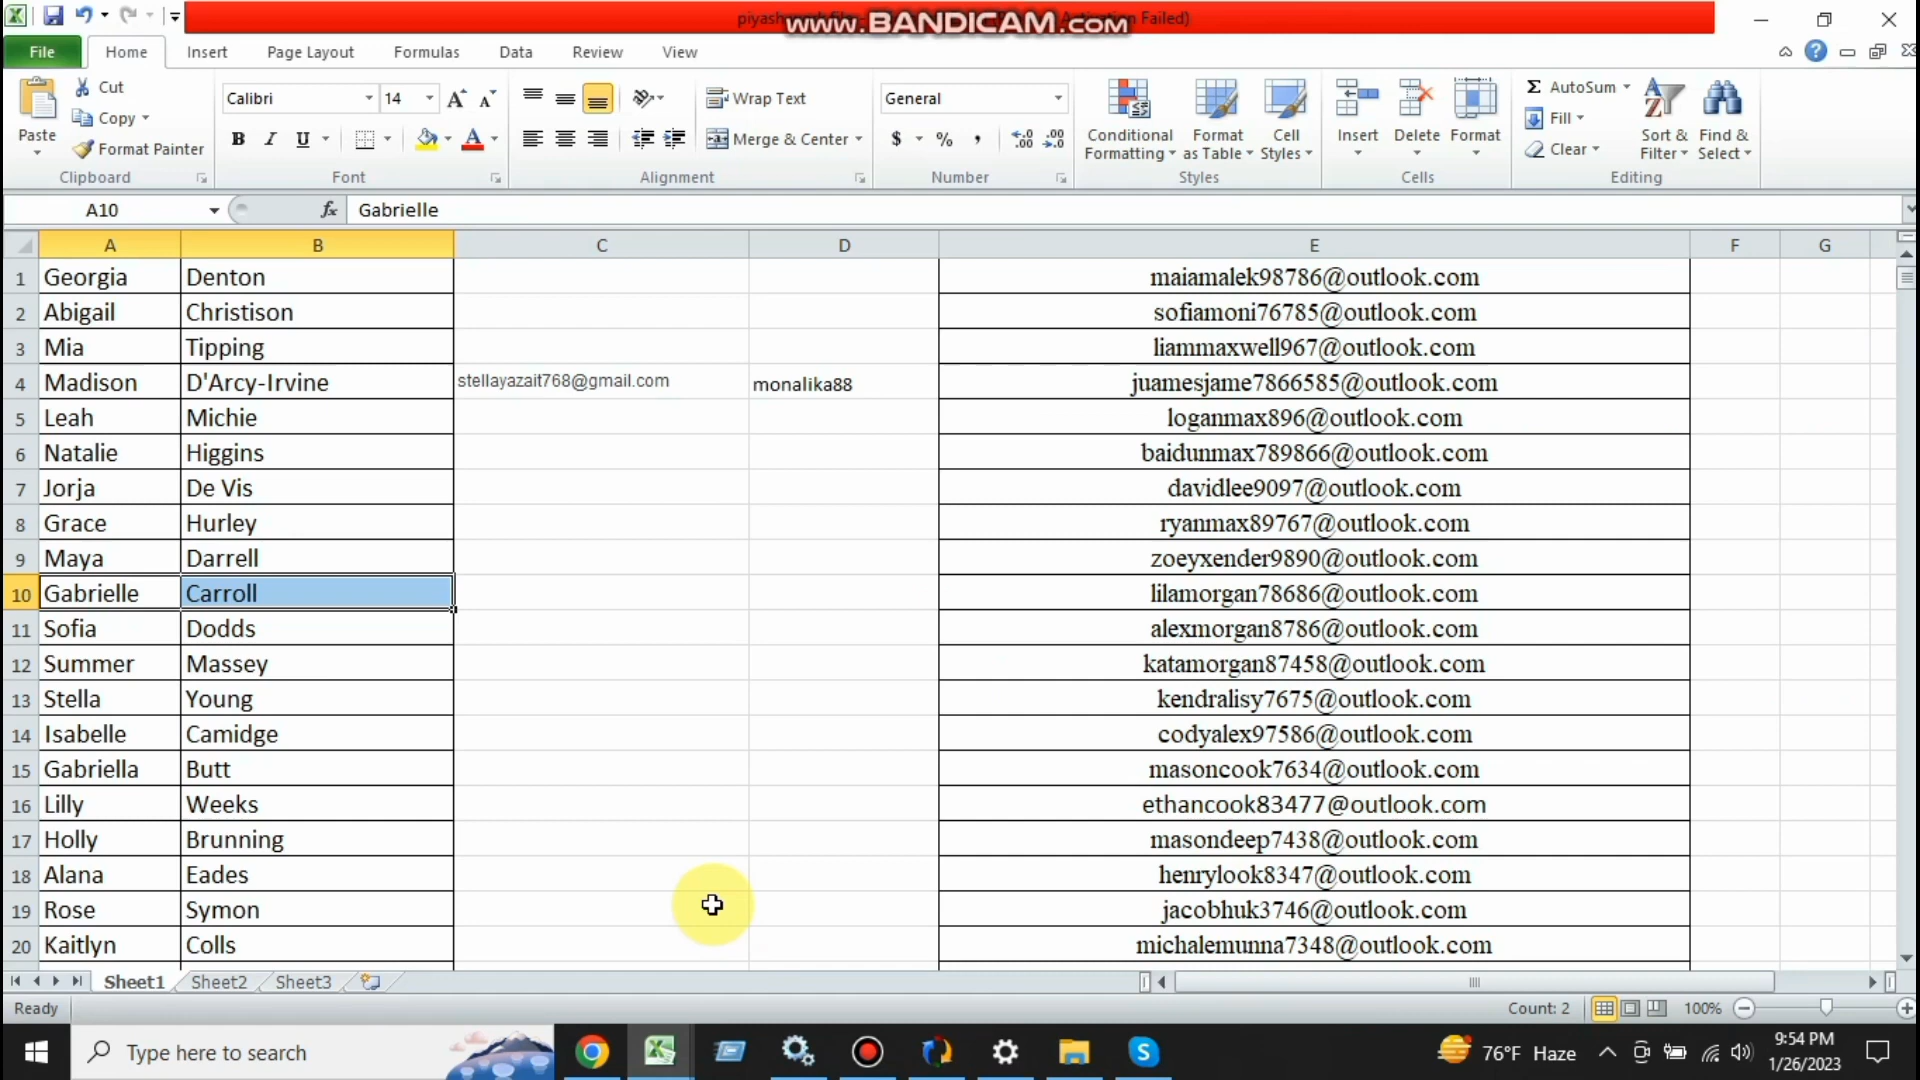 piyash
www.BANDICAM.com
Activation Failed)
File Home Insert Page Layout Formulas Data Review View
Paste
Cut
Copy
Format Painter
Clipboard
Calibri 14
B I U
Font
Wrap Text
Merge & Center
Alignment
General
$ % ,
Number
Conditional Formatting
Format as Table
Cell Styles
Styles
Insert Delete Format
Cells
AutoSum
Fill
Clear
Sort & Filter
Find & Select
Editing
A10 fx Gabrielle
A B C D E F G
1 Georgia Denton maiamalek98786@outlook.com
2 Abigail Christison sofiamoni76785@outlook.com
3 Mia Tipping liammaxwell967@outlook.com
4 Madison D'Arcy-Irvine stellayazait768@gmail.com monalika88 juamesjame7866585@outlook.com
5 Leah Michie loganmax896@outlook.com
6 Natalie Higgins baidunmax789866@outlook.com
7 Jorja De Vis davidlee9097@outlook.com
8 Grace Hurley ryanmax89767@outlook.com
9 Maya Darrell zoeyxender9890@outlook.com
10 Gabrielle Carroll lilamorgan78686@outlook.com
11 Sofia Dodds alexmorgan8786@outlook.com
12 Summer Massey katamorgan87458@outlook.com
13 Stella Young kendralisy7675@outlook.com
14 Isabelle Camidge codyalex97586@outlook.com
15 Gabriella Butt masoncook7634@outlook.com
16 Lilly Weeks ethancook83477@outlook.com
17 Holly Brunning masondeep7438@outlook.com
18 Alana Eades henrylook8347@outlook.com
19 Rose Symon jacobhuk3746@outlook.com
20 Kaitlyn Colls michalemunna7348@outlook.com
Sheet1 Sheet2 Sheet3
Ready Count: 2 100%
Type here to search
76°F Haze
9:54 PM
1/26/2023